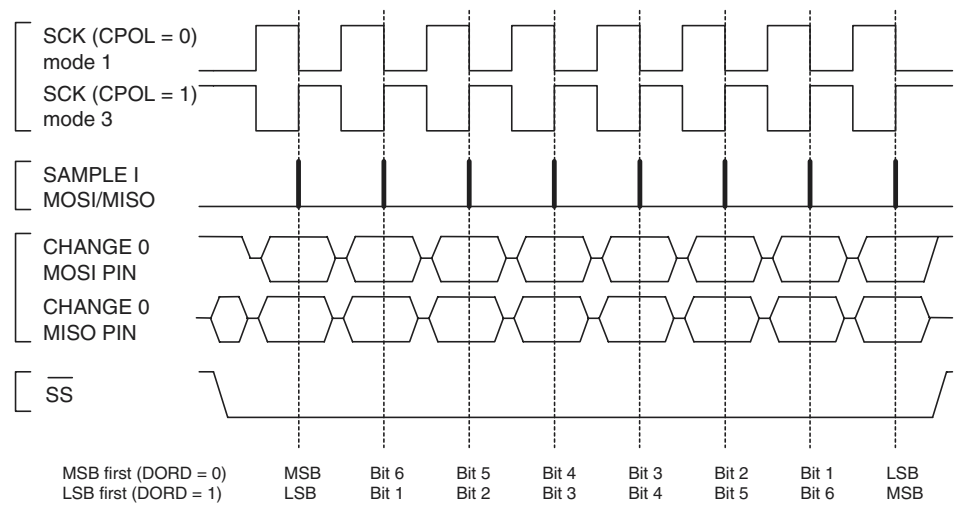 SCK (CPOL = 0)
mode 1
SCK (CPOL = 1)
mode 3
SAMPLE I
MOSI/MISO
CHANGE 0
MOSI PIN
CHANGE 0
MISO PIN
SS
MSB first (DORD = 0) MSB Bit 6 Bit 5 Bit 4 Bit 3 Bit 2 Bit 1 LSB
LSB first (DORD = 1) LSB Bit 1 Bit 2 Bit 3 Bit 4 Bit 5 Bit 6 MSB